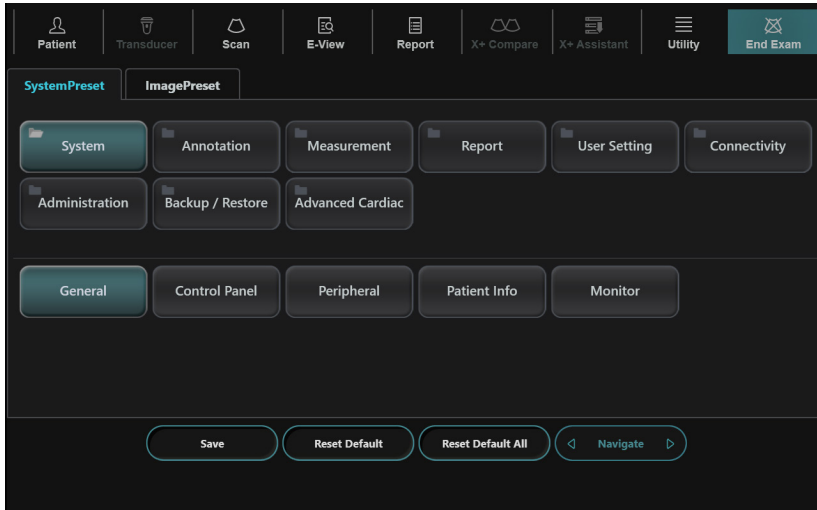 Patient Transducer Scan E-View Report X+ Compare X+ Assistant Utility End Exam
SystemPreset ImagePreset
System Annotation Measurement Report User Setting Connectivity
Administration Backup / Restore Advanced Cardiac
General Control Panel Peripheral Patient Info Monitor
Save Reset Default Reset Default All Navigate